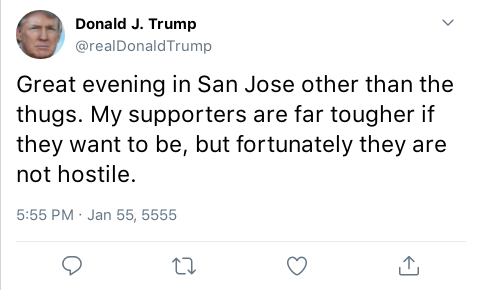 Donald J. Trump
@realDonaldTrump
Great evening in San Jose other than the
thugs. My supporters are far tougher if
they want to be, but fortunately they are
not hostile.
5:55 PM · Jan 55, 5555